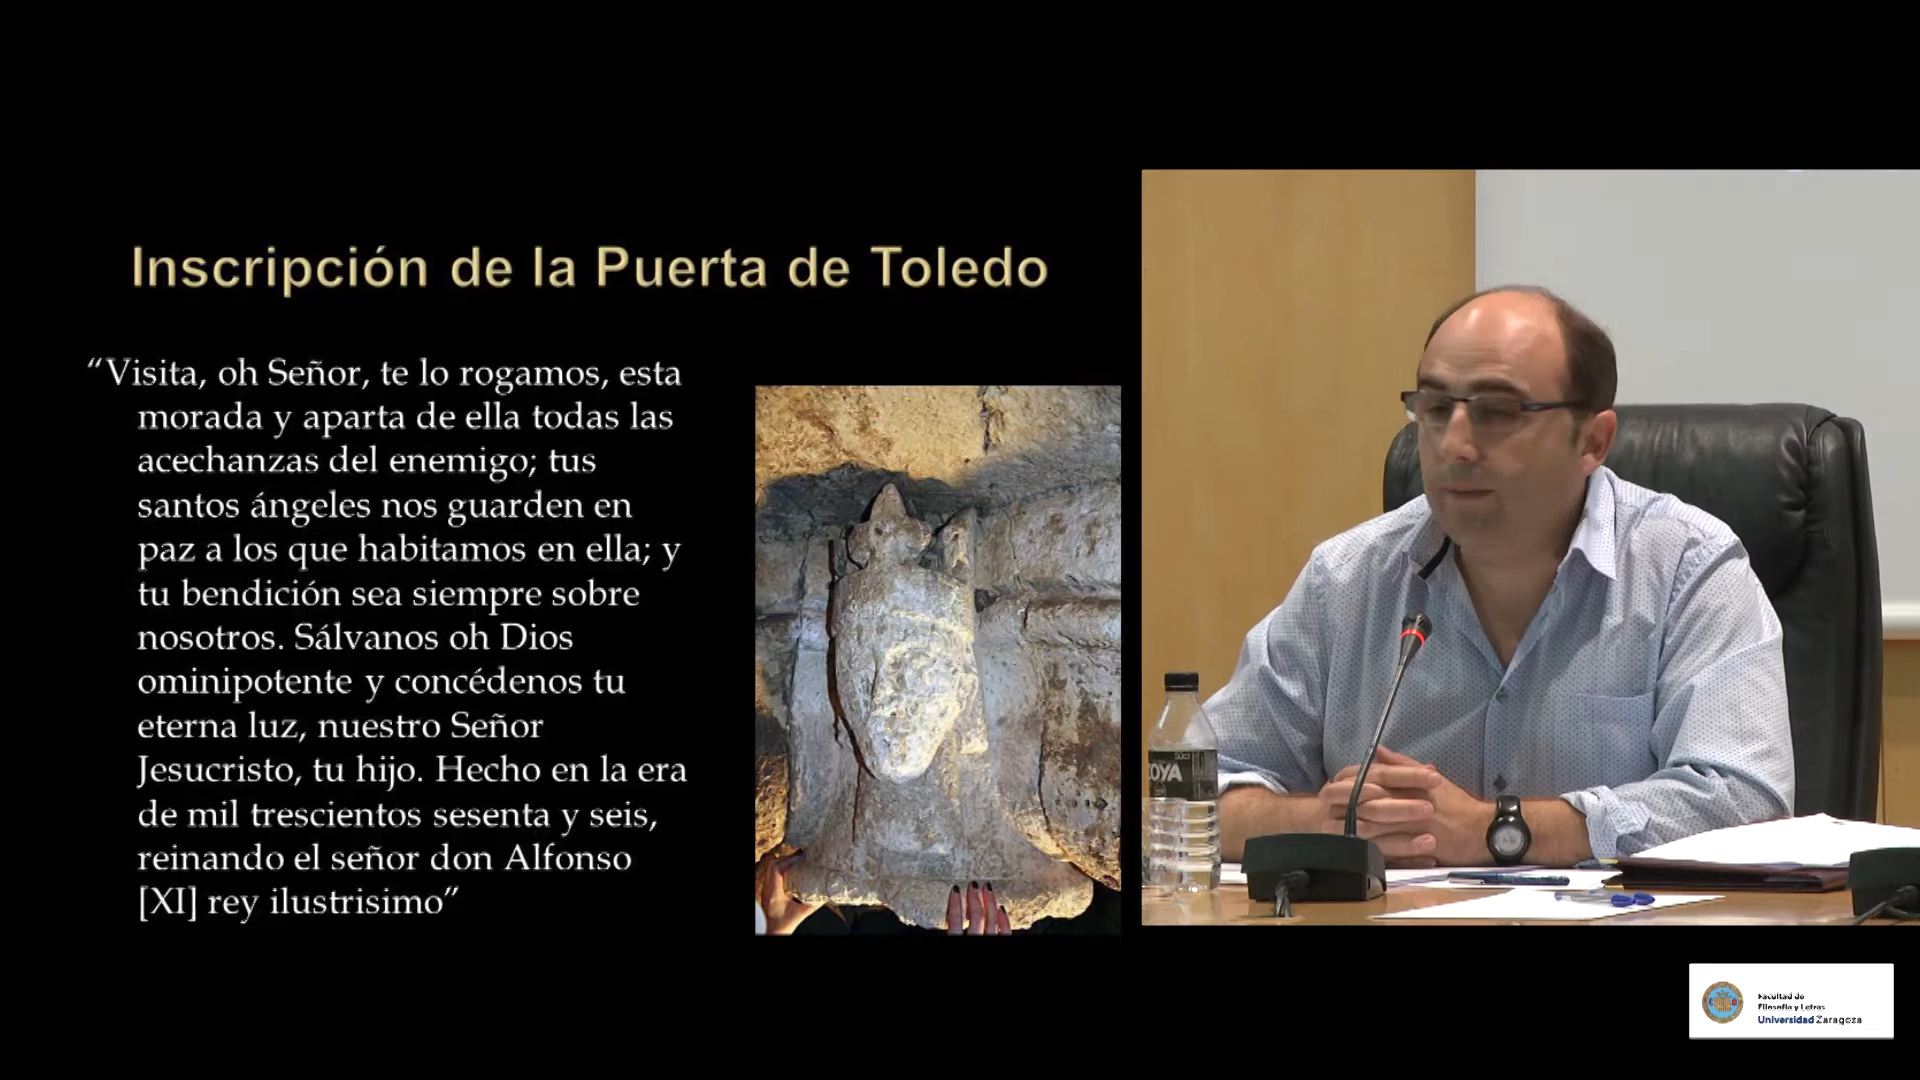 Inscripción de la Puerta de Toledo
“Visita, oh Señor, te lo rogamos, esta
morada y aparta de ella todas las
acechanzas del enemigo; tus
santos ángeles nos guarden en
paz a los que habitamos en ella; y
tu bendición sea siempre sobre
nosotros. Sálvanos oh Dios
ominipotente y concédenos tu
eterna luz, nuestro Señor
Jesucristo, tu hijo. Hecho en la era
de mil trescientos sesenta y seis,
reinando el señor don Alfonso
[XI] rey ilustrisimo”
OYA
Facultad de
Filosofía y Letras
Universidad Zaragoza